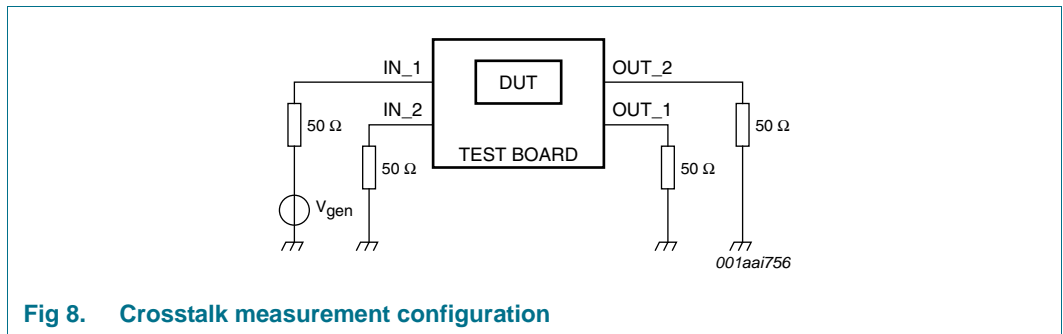 IN_1
OUT_2
DUT
IN_2
OUT_1
50 Ω
50 Ω
TEST BOARD
50 Ω
50 Ω
Vgen
001aai756
Fig 8. Crosstalk measurement configuration